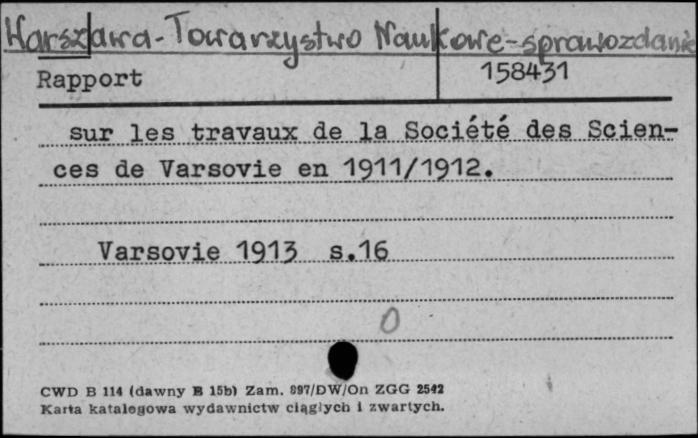 Warszawa-Towarzystwo Naukowe-sprawozdanie
Rapport 158431
sur les travaux de la Société des Scien-
ces de Varsovie en 1911/1912.
Varsovie 1913 s.16
0
CWD B 114 (dawny B 15b) Zam. 897/DW/On ZGG 2542
Karta katalogowa wydawnictw ciągłych i zwartych.